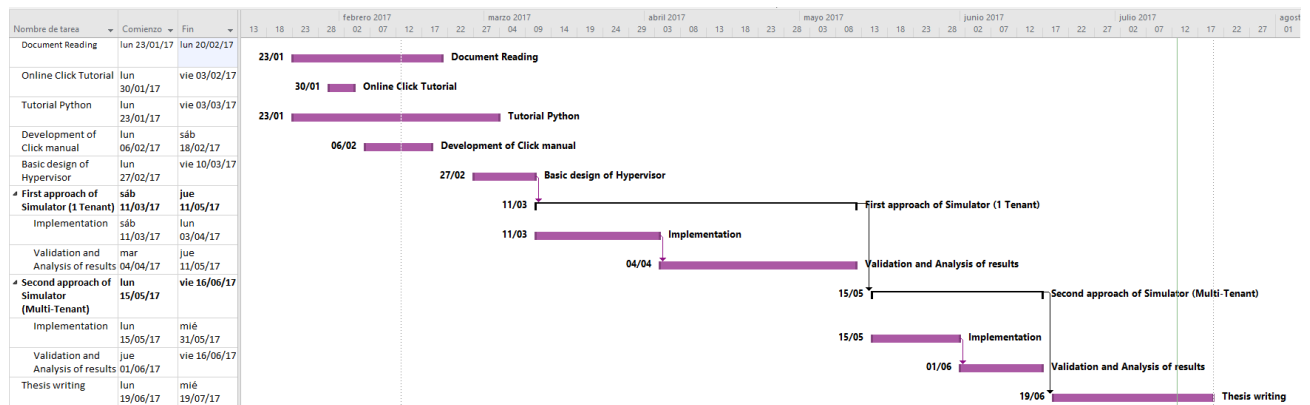 febrero 2017 marzo 2017 abril 2017 mayo 2017 junio 2017 julio 2017 agost
Nombre de tarea Comienzo Fin 13 18 23 28 02 07 12 17 22 27 04 09 14 19 24 29 03 08 13 18 23 28 03 08 13 18 23 28 02 07 12 17 22 27 02 07 12 17 22 27 01
Document Reading lun 23/01/17 lun 20/02/17
23/01 Document Reading
Online Click Tutorial lun vie 03/02/17
30/01/17
30/01 Online Click Tutorial
Tutorial Python lun vie 03/03/17
23/01/17
23/01 Tutorial Python
Development of lun sáb
Click manual 06/02/17 18/02/17
06/02 Development of Click manual
Basic design of lun vie 10/03/17
Hypervisor 27/02/17
27/02 Basic design of Hypervisor
First approach of sáb jue
Simulator (1 Tenant) 11/03/17 11/05/17
11/03 First approach of Simulator (1 Tenant)
Implementation sáb lun
11/03/17 03/04/17
11/03 Implementation
Validation and mar jue
Analysis of results 04/04/17 11/05/17
04/04 Validation and Analysis of results
Second approach of lun vie 16/06/17
Simulator 15/05/17
(Multi-Tenant)
15/05 Second approach of Simulator (Multi-Tenant)
Implementation lun mié
15/05/17 31/05/17
15/05 Implementation
Validation and jue vie 16/06/17
Analysis of results 01/06/17
01/06 Validation and Analysis of results
Thesis writing lun mié
19/06/17 19/07/17
19/06 Thesis writing